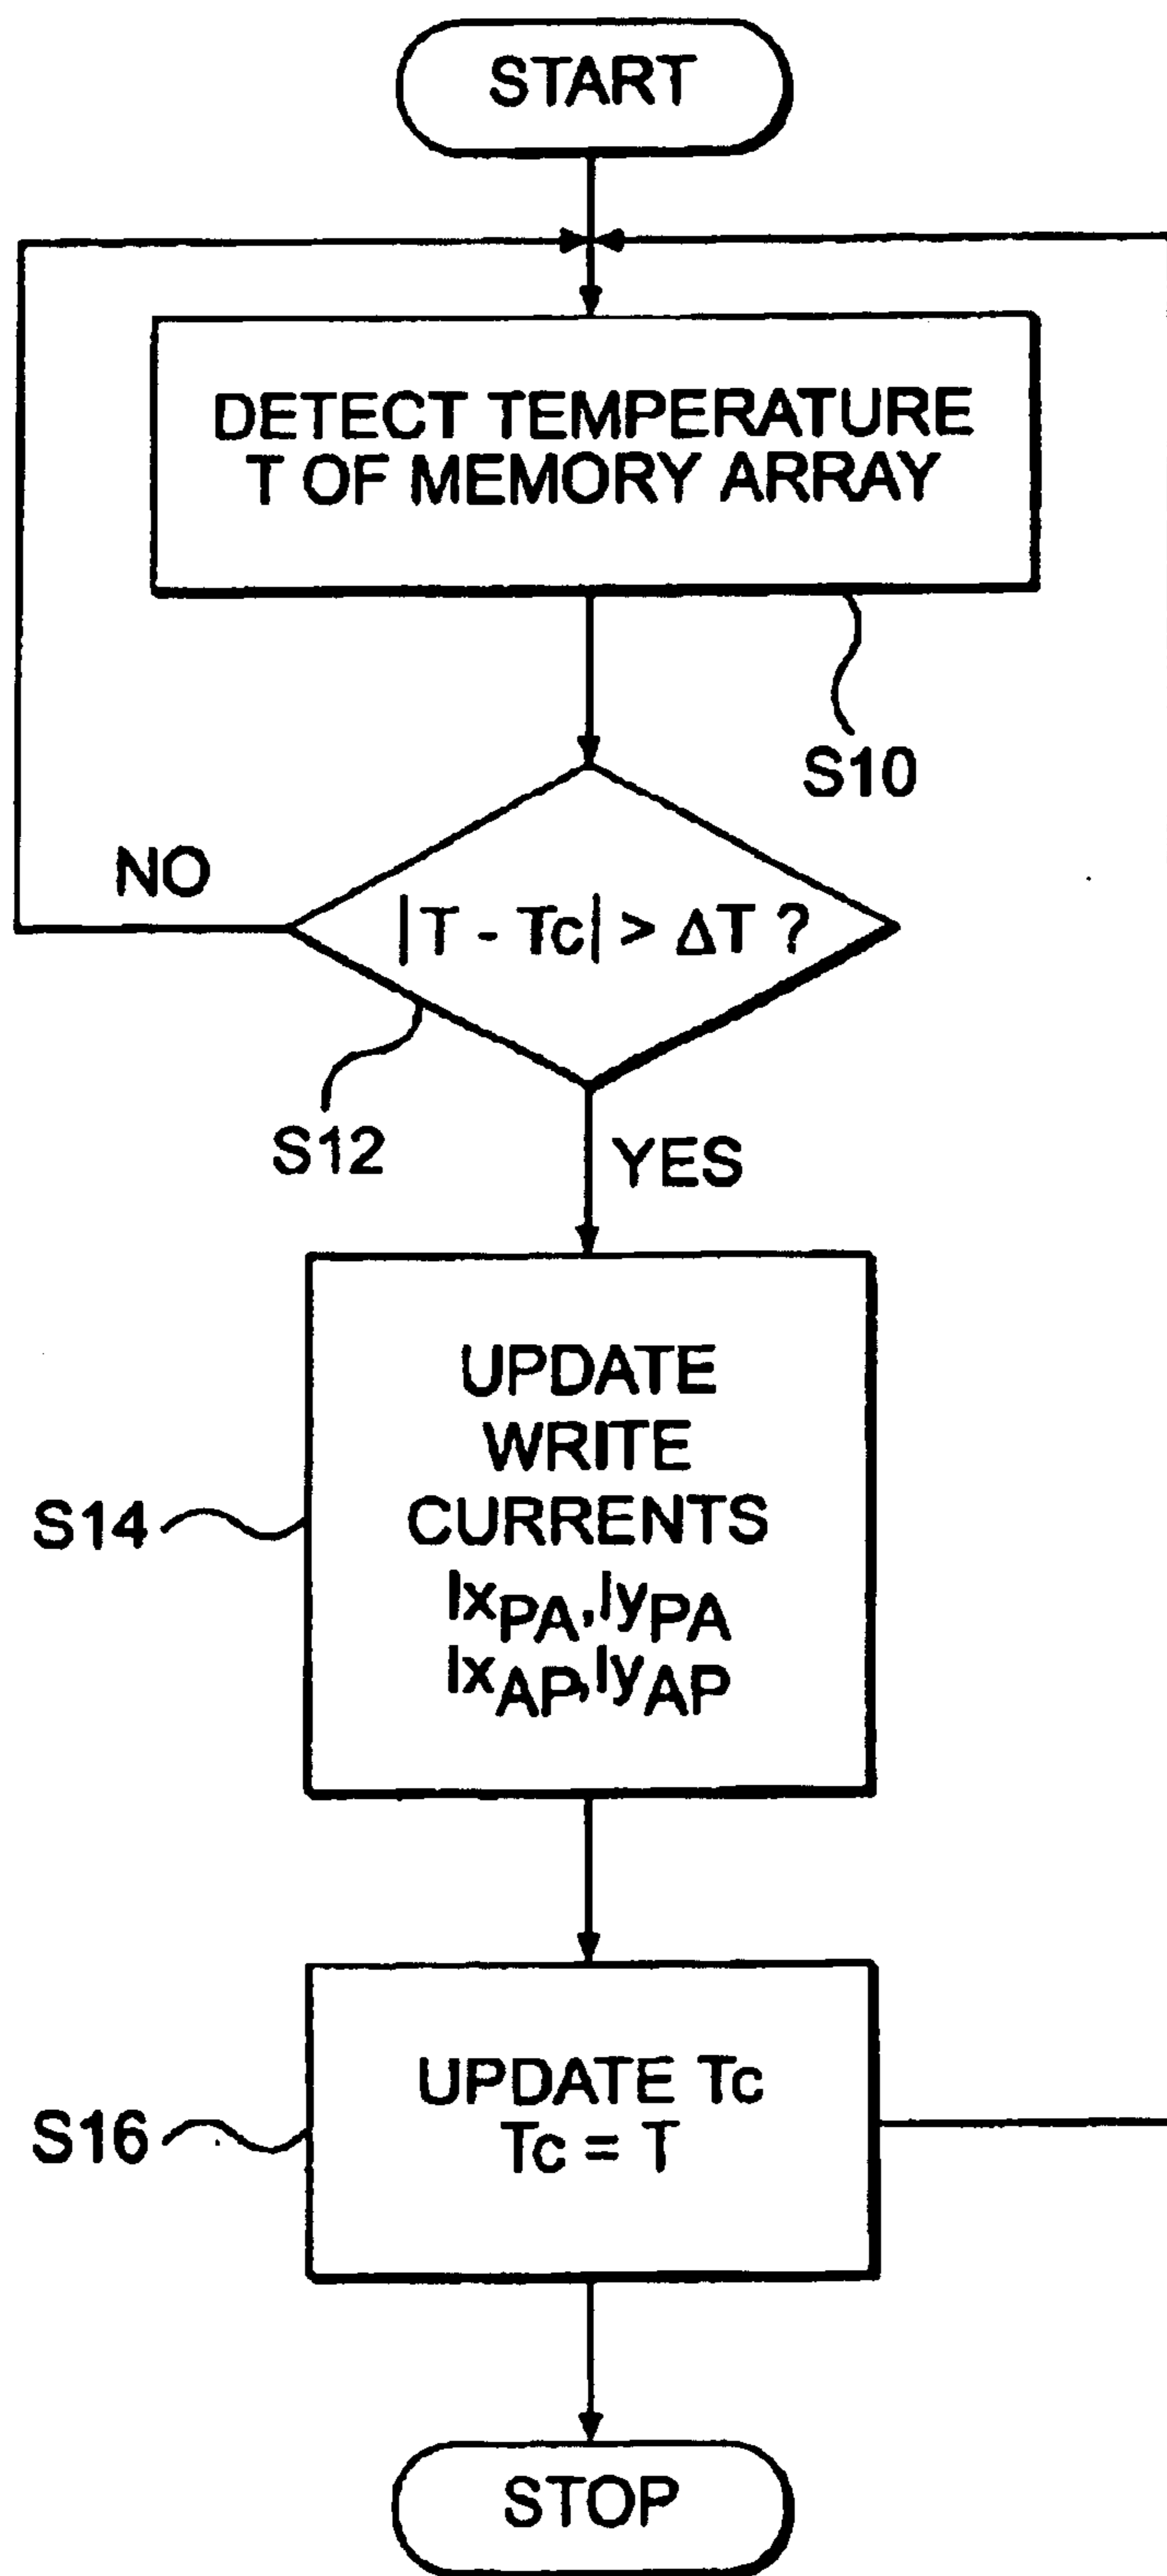 START
DETECT TEMPERATURE
T OF MEMORY ARRAY
S10
NO
|T - Tc| > ΔT ?
S12
YES
UPDATE
WRITE
CURRENTS
IxPA,IyPA
IxAP,IyAP
S14
UPDATE Tc
Tc = T
S16
STOP